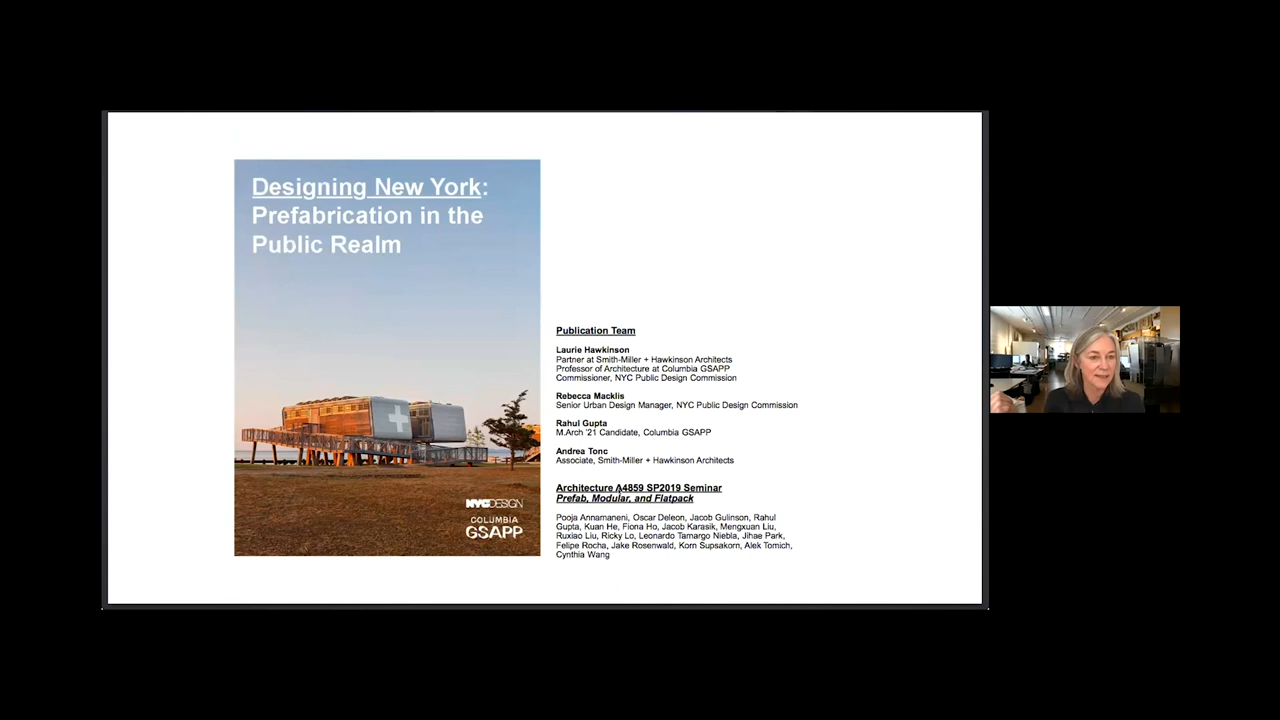 Designing New York:
Prefabrication in the
Public Realm
NYCDESIGN
COLUMBIA
GSAPP
Publication Team
Laurie Hawkinson
Partner at Smith-Miller + Hawkinson Architects
Professor of Architecture at Columbia GSAPP
Commissioner, NYC Public Design Commission
Rebecca Macklis
Senior Urban Design Manager, NYC Public Design Commission
Rahul Gupta
M.Arch '21 Candidate, Columbia GSAPP
Andrea Tonc
Associate, Smith-Miller + Hawkinson Architects
Architecture A4859 SP2019 Seminar
Prefab, Modular, and Flatpack
Pooja Annamaneni, Oscar Deleon, Jacob Gulinson, Rahul
Gupta, Kuan He, Fiona Ho, Jacob Karasik, Mengxuan Liu,
Ruxiao Liu, Ricky Lo, Leonardo Tamargo Niebla, Jihae Park,
Felipe Rocha, Jake Rosenwald, Korn Supsakorn, Alek Tomich,
Cynthia Wang